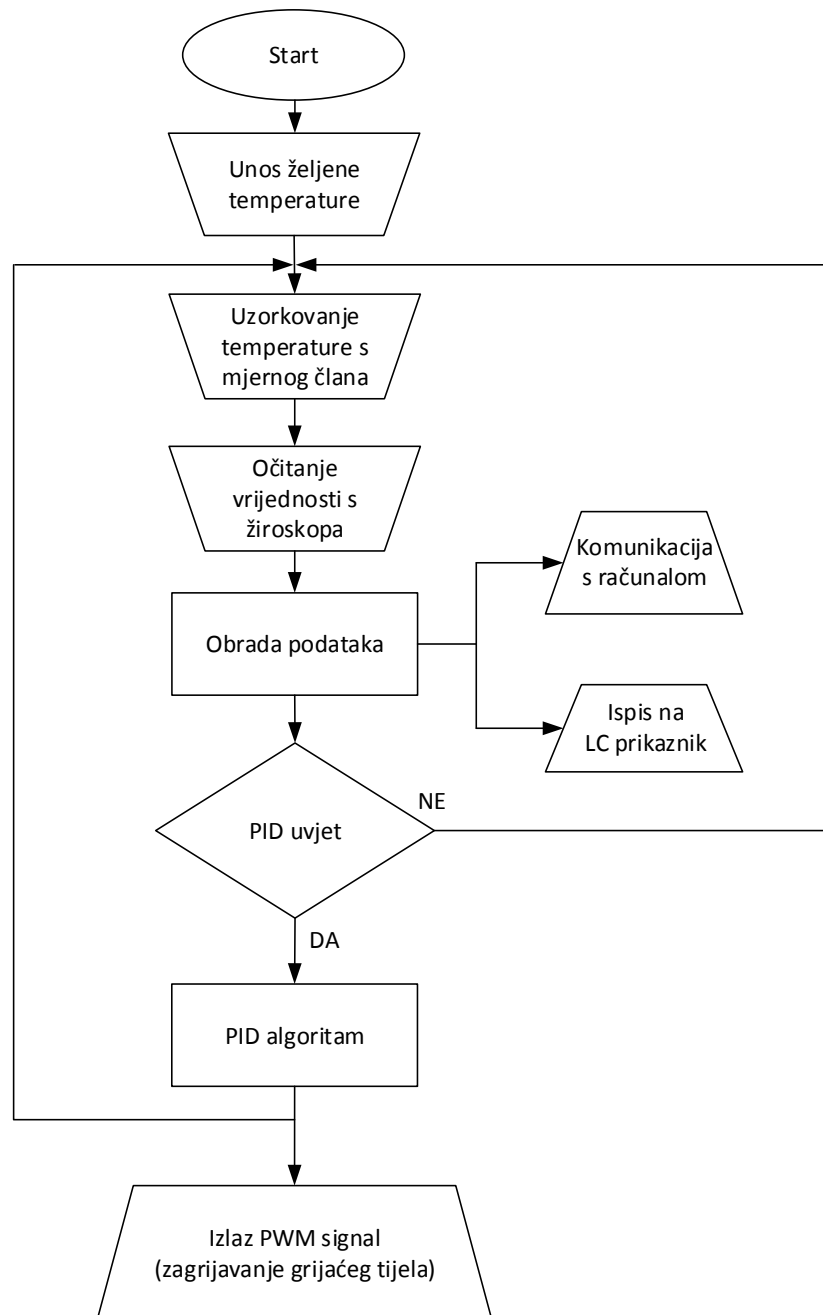 Start
Unos željene
temperature
Uzorkovanje
temperature s
mjernog člana
Očitanje
vrijednosti s
žiroskopa
Obrada podataka
Komunikacija
s računalom
Ispis na
LC prikaznik
PID uvjet
NE
DA
PID algoritam
Izlaz PWM signal
(zagrijavanje grijaćeg tijela)